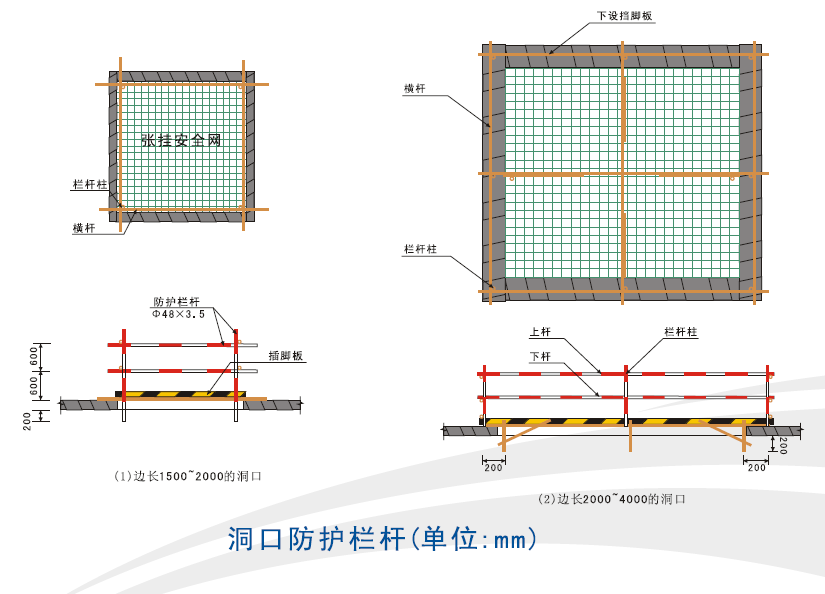 下设挡脚板
横杆
张挂安全网
栏杆柱
横杆
栏杆柱
防护栏杆
Φ48×3.5
插脚板
600
600
200
上杆
下杆
栏杆柱
200
200
200
(1)边长1500~2000的洞口
(2)边长2000~4000的洞口
洞口防护栏杆(单位:mm)